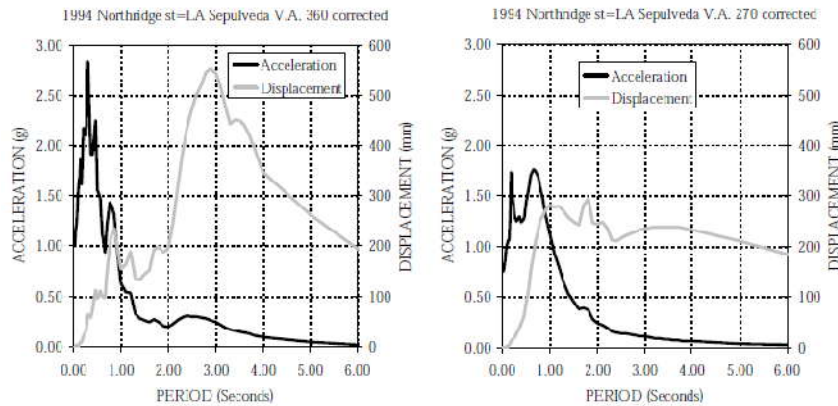 1994 Northridge st=LA Sepulveda V.A. 360 corrected
3.00
2.50
2.00
1.50
1.00
0.50
0.00
ACCELERATION (g)
Acceleration
Displacement
600
500
400
300
200
100
0
DISPLACEMENT (mm)
0.00 1.00 2.00 3.00 4.00 5.00 6.00
PERIOD (Seconds)
1994 Northridge st=LA Sepulveda V.A. 270 corrected
3.00
2.50
2.00
1.50
1.00
0.50
0.00
ACCELERATION (g)
Acceleration
Displacement
600
500
400
300
200
100
0
DISPLACEMENT (mm)
0.00 1.00 2.00 3.00 4.00 5.00 6.00
PERIOD (Seconds)